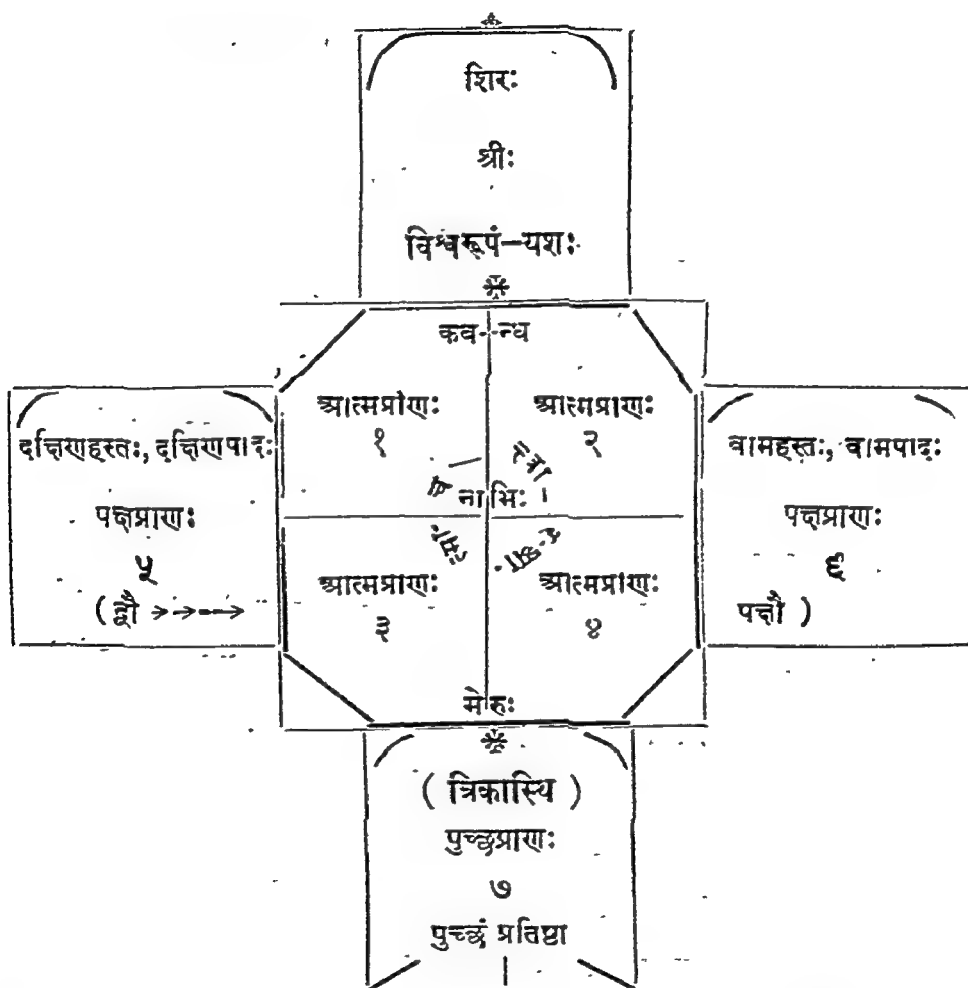 शिरः
श्रीः
विश्वरूपं-यशः
कव--न्ध
आत्मप्राणः
१
आत्मप्राणः
२
दक्षिणहस्तः, दक्षिणपादः
पक्षप्राणः
५
(द्वौ →→→
वामहस्तः, वामपादः
पक्षप्राणः
६
पक्षौ )
नाभिः
आत्मप्राणः
३
आत्मप्राणः
४
मेरुः
( त्रिकास्थि )
पुच्छप्राणः
७
पुच्छं प्रतिष्ठा